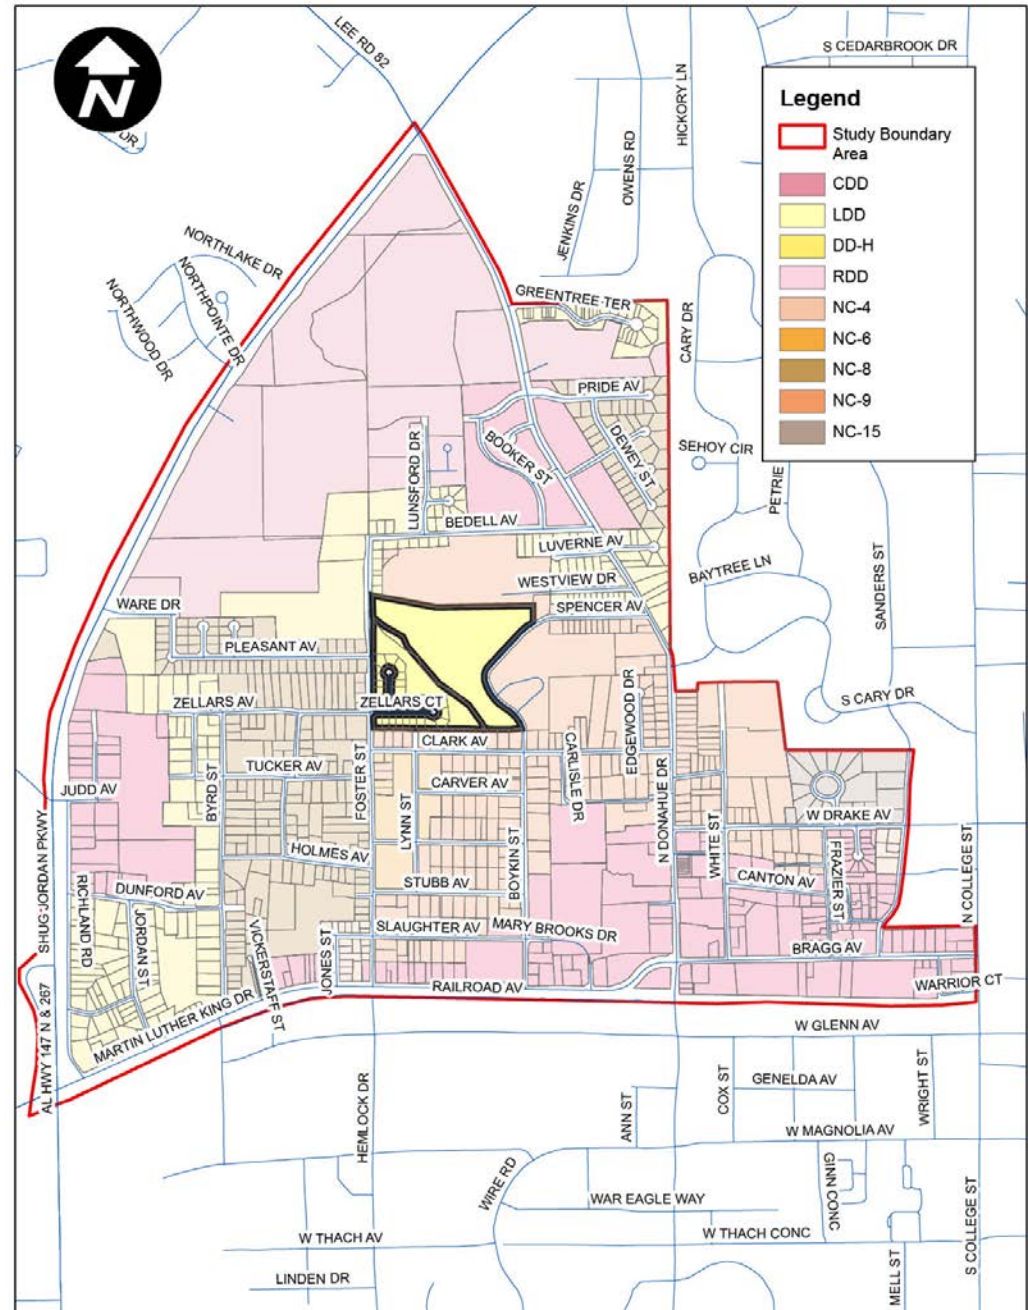 LEE RD 82
S CEDARBROOK DR
N
DR
HICKORY LN
Legend
Study Boundary
Area
CDD
LDD
DD-H
RDD
NC-4
NC-6
NC-8
NC-9
NC-15
OWENS RD
JENKINS DR
NORTHLAKE DR
NORTHPOINTE DR
NORTHWOOD DR
GREENTREE TER
CARY DR
PRIDE AV
DEWEY ST
SEHOY CIR
BOOKER ST
LUNSFORD DR
PETRIE
BEDELL AV
LUVERNE AV
WESTVIEW DR
BAYTREE LN
SANDERS ST
WARE DR
SPENCER AV
PLEASANT AV
ZELLARS AV
ZELLARS CT
EDGEWOOD DR
S CARY DR
CLARK AV
CARLISLE DR
TUCKER AV
FOSTER ST
CARVER AV
JUDD AV
BYRD ST
LYNN ST
N DONAHUE DR
W DRAKE AV
SHUG JORDAN PKWY
HOLMES AV
BOYKIN ST
WHITE ST
FRAZIER ST
N COLLEGE ST
STUBB AV
CANTON AV
DUNFORD AV
RICHLAND RD
JORDAN ST
VICKERSTAFF ST
JONES ST
SLAUGHTER AV
MARY BROOKS DR
BRAGG AV
RAILROAD AV
WARRIOR CT
MARTIN LUTHER KING DR
AL HWY 147 N & 267
W GLENN AV
HEMLOCK DR
ANN ST
COX ST
GENELDA AV
WRIGHT ST
W MAGNOLIA AV
WIRE RD
GINN CONC
WAR EAGLE WAY
W THACH AV
W THACH CONC
S COLLEGE ST
LINDEN DR
MELL ST